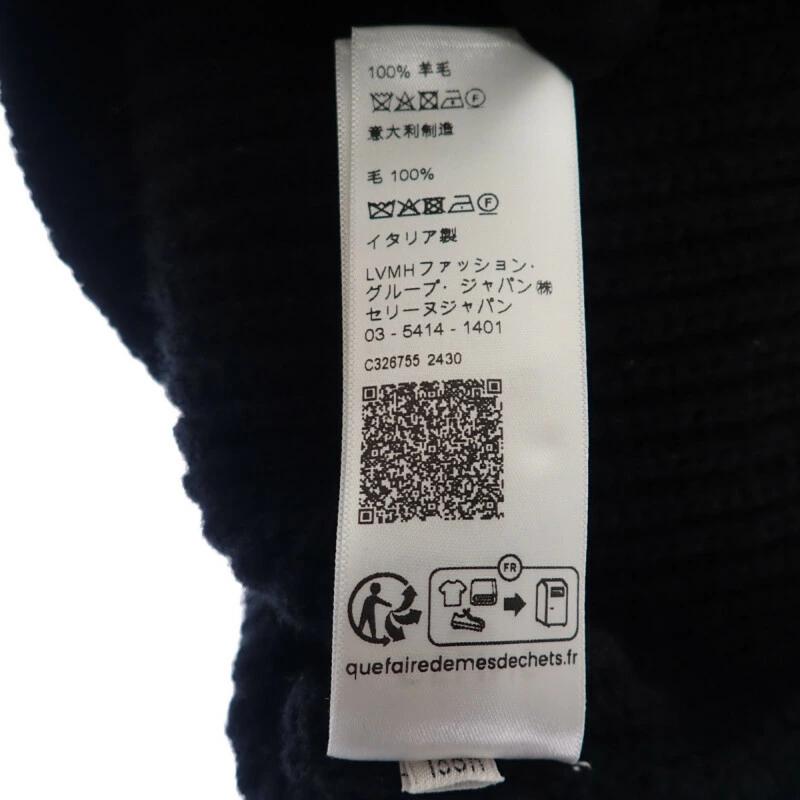 100% 羊毛
F
意大利制造
毛 100%
F
イタリア製
LVMHファッション・
グループ・ジャパン㈱
セリーヌジャパン
03 - 5414 - 1401
C326755 2430
FR
quefairedemesdechets.fr